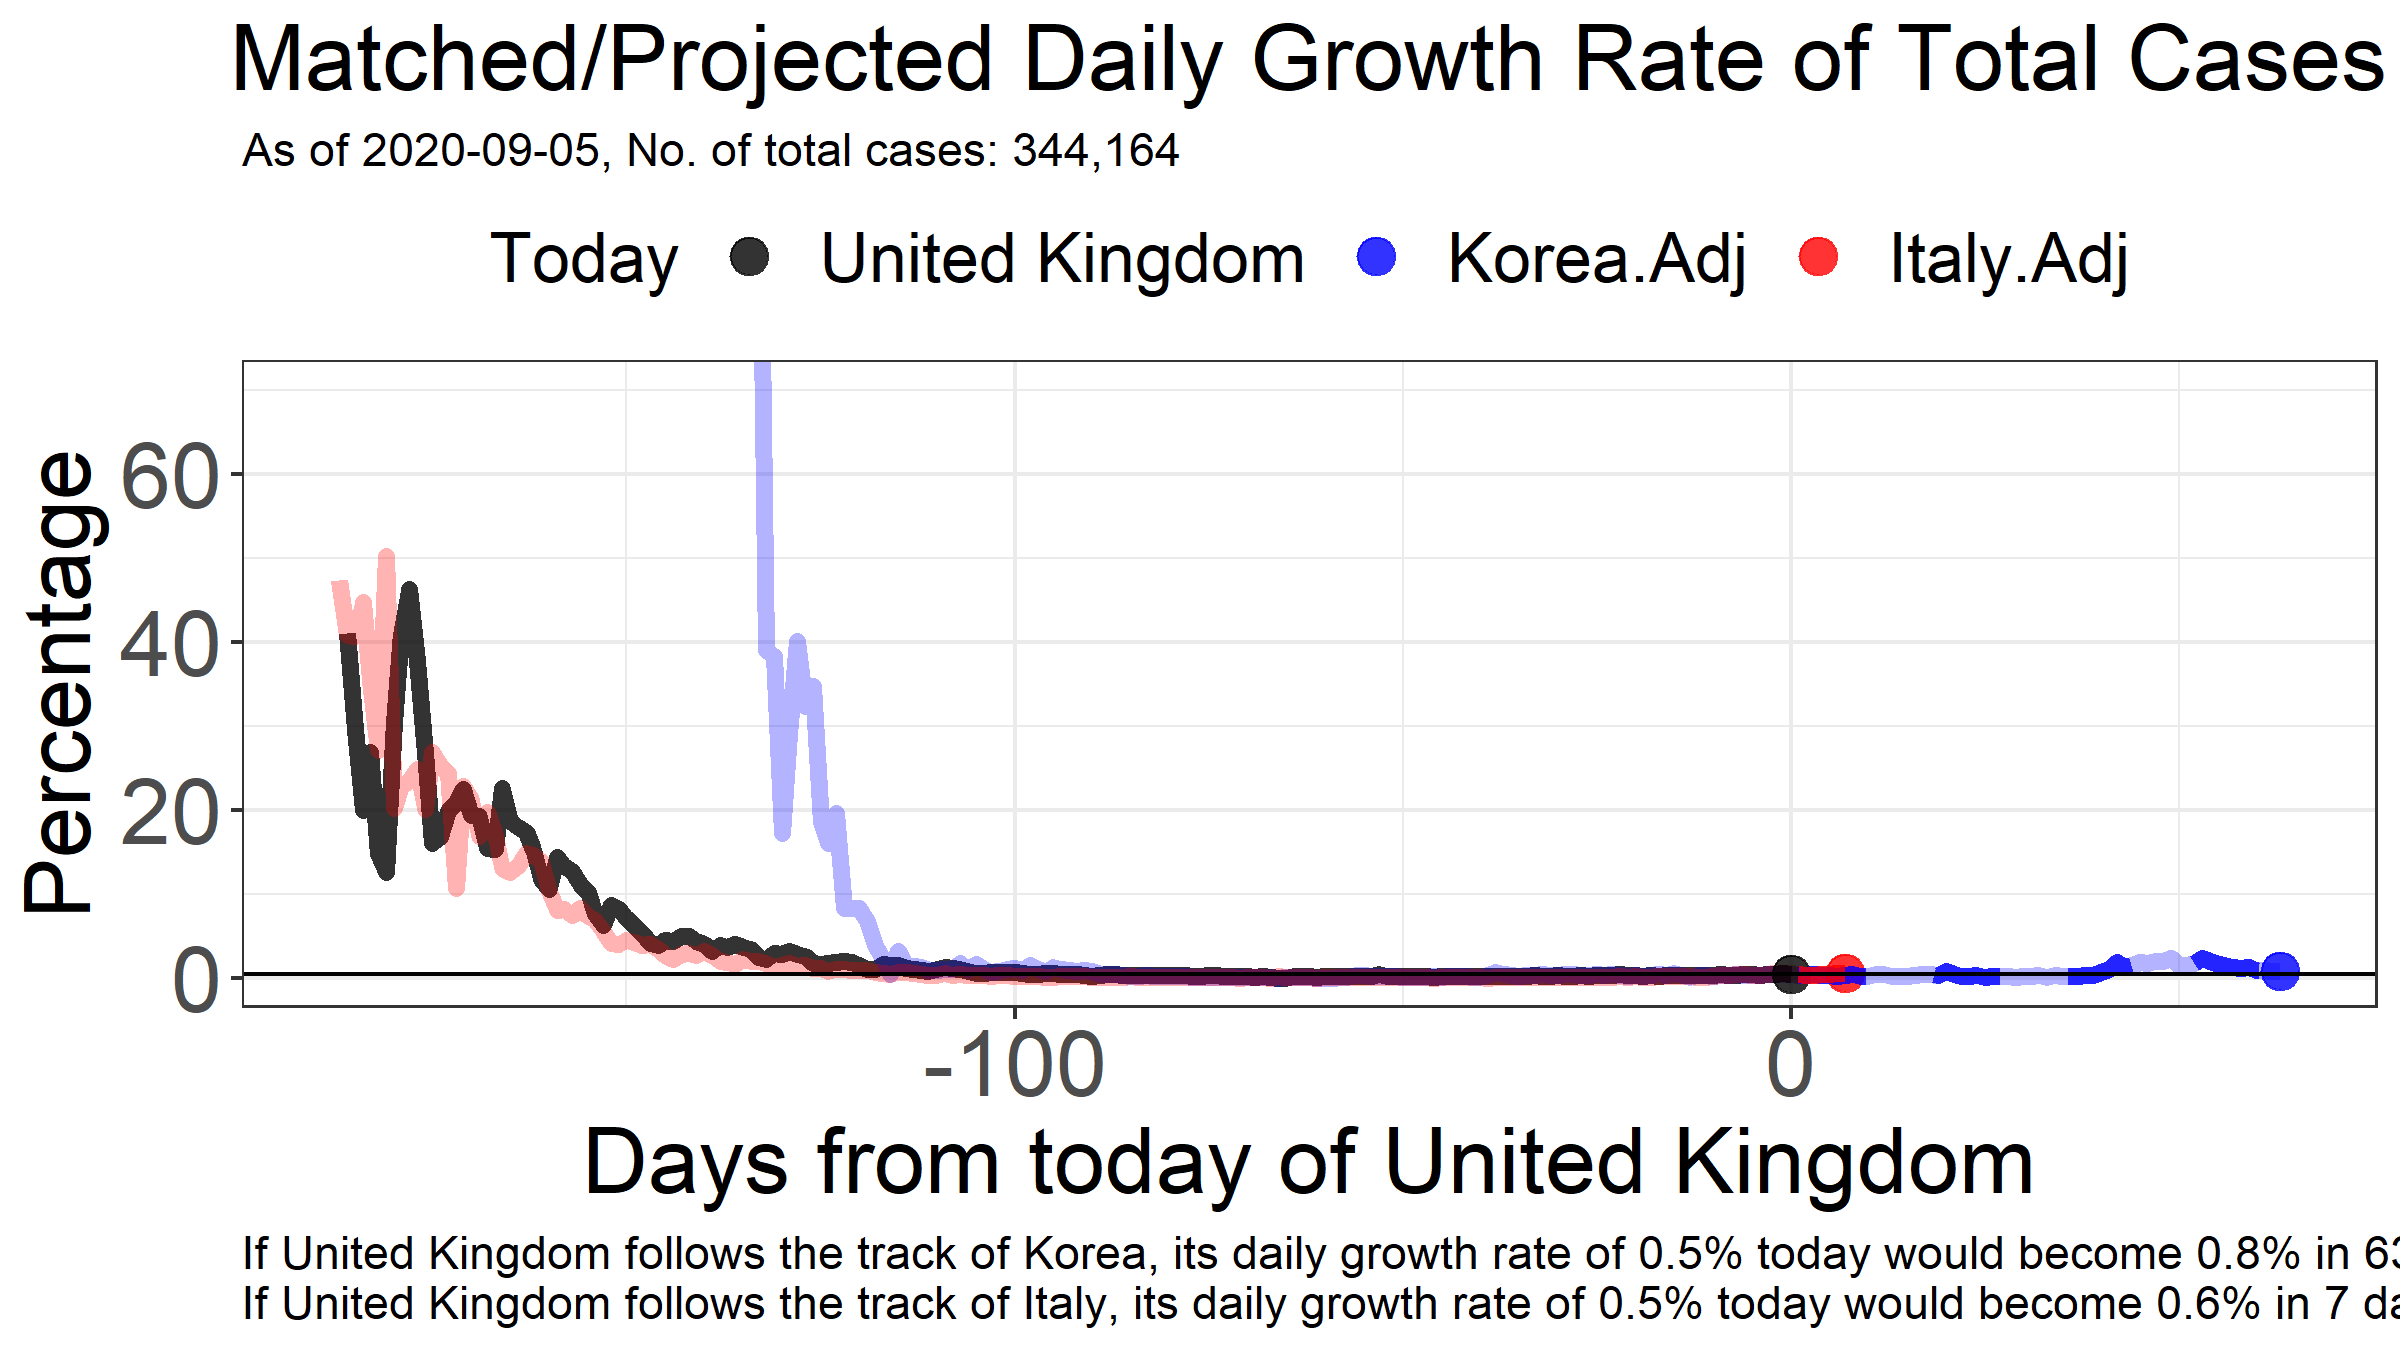 Matched/Projected Daily Growth Rate of Total Cases
As of 2020-09-05, No. of total cases: 344,164
Today United Kingdom Korea.Adj Italy.Adj
Percentage
60
40
20
0
-100 0
Days from today of United Kingdom
If United Kingdom follows the track of Korea, its daily growth rate of 0.5% today would become 0.8% in 63
If United Kingdom follows the track of Italy, its daily growth rate of 0.5% today would become 0.6% in 7